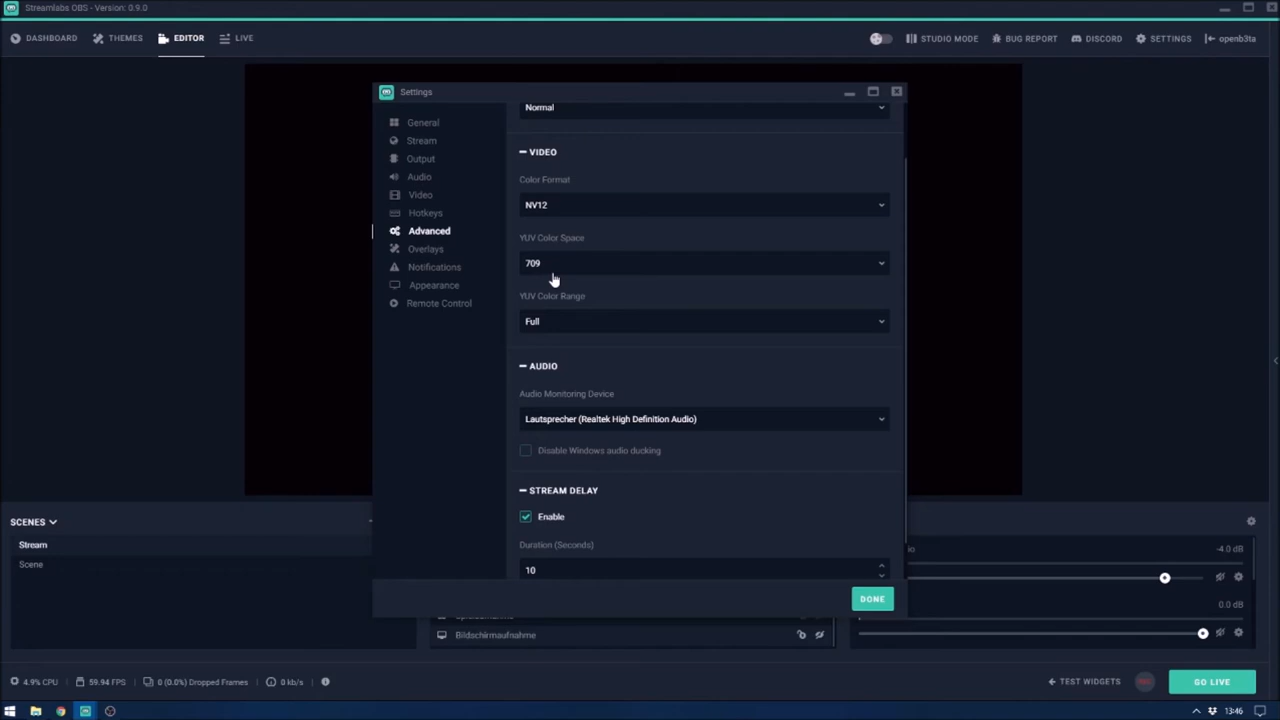 Streamlabs OBS - Version: 0.9.0
DASHBOARD
THEMES
EDITOR
LIVE
STUDIO MODE
BUG REPORT
DISCORD
SETTINGS
openb3ta
Settings
General
Stream
Output
Audio
Video
Hotkeys
Advanced
Overlays
Notifications
Appearance
Remote Control
Normal
VIDEO
Color Format
NV12
YUV Color Space
709
YUV Color Range
Full
AUDIO
Audio Monitoring Device
Lautsprecher (Realtek High Definition Audio)
Disable Windows audio ducking
STREAM DELAY
Enable
Duration (Seconds)
10
DONE
SCENES
Stream
Scene
Bildschirmaufnahme
-4.0 dB
0.0 dB
4.9% CPU
59.94 FPS
0 (0.0%) Dropped Frames
0 kb/s
TEST WIDGETS
REC
GO LIVE
13:46